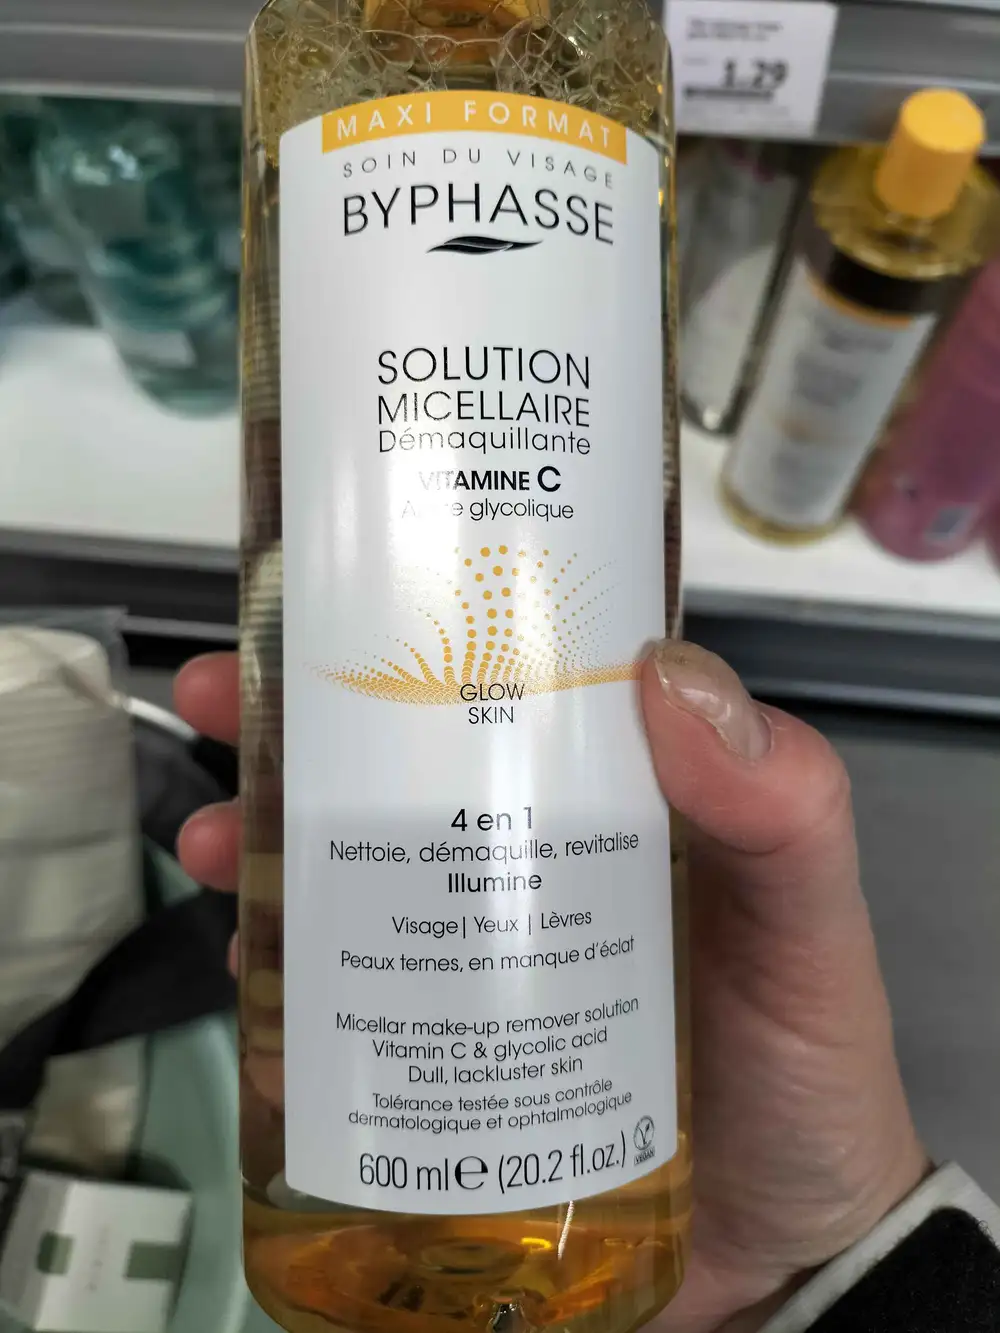 MAXI FORMAT
SOIN DU VISAGE
BYPHASSE
SOLUTION
MICELLAIRE
Démaquillante
VITAMINE C
glycolique
GLOW
SKIN
4 en 1
Nettoie, démaquille, revitalise
Illumine
Visage| Yeux | Lèvres
Peaux ternes, en manque d'éclat
Micellar make-up remover solution
Vitamin C & glycolic acid
Dull, lackluster skin
Tolérance testée sous contrôle
dermatologique et ophtalmologique
600 ml e (20.2 fl.oz.)
VEGAN
1.29